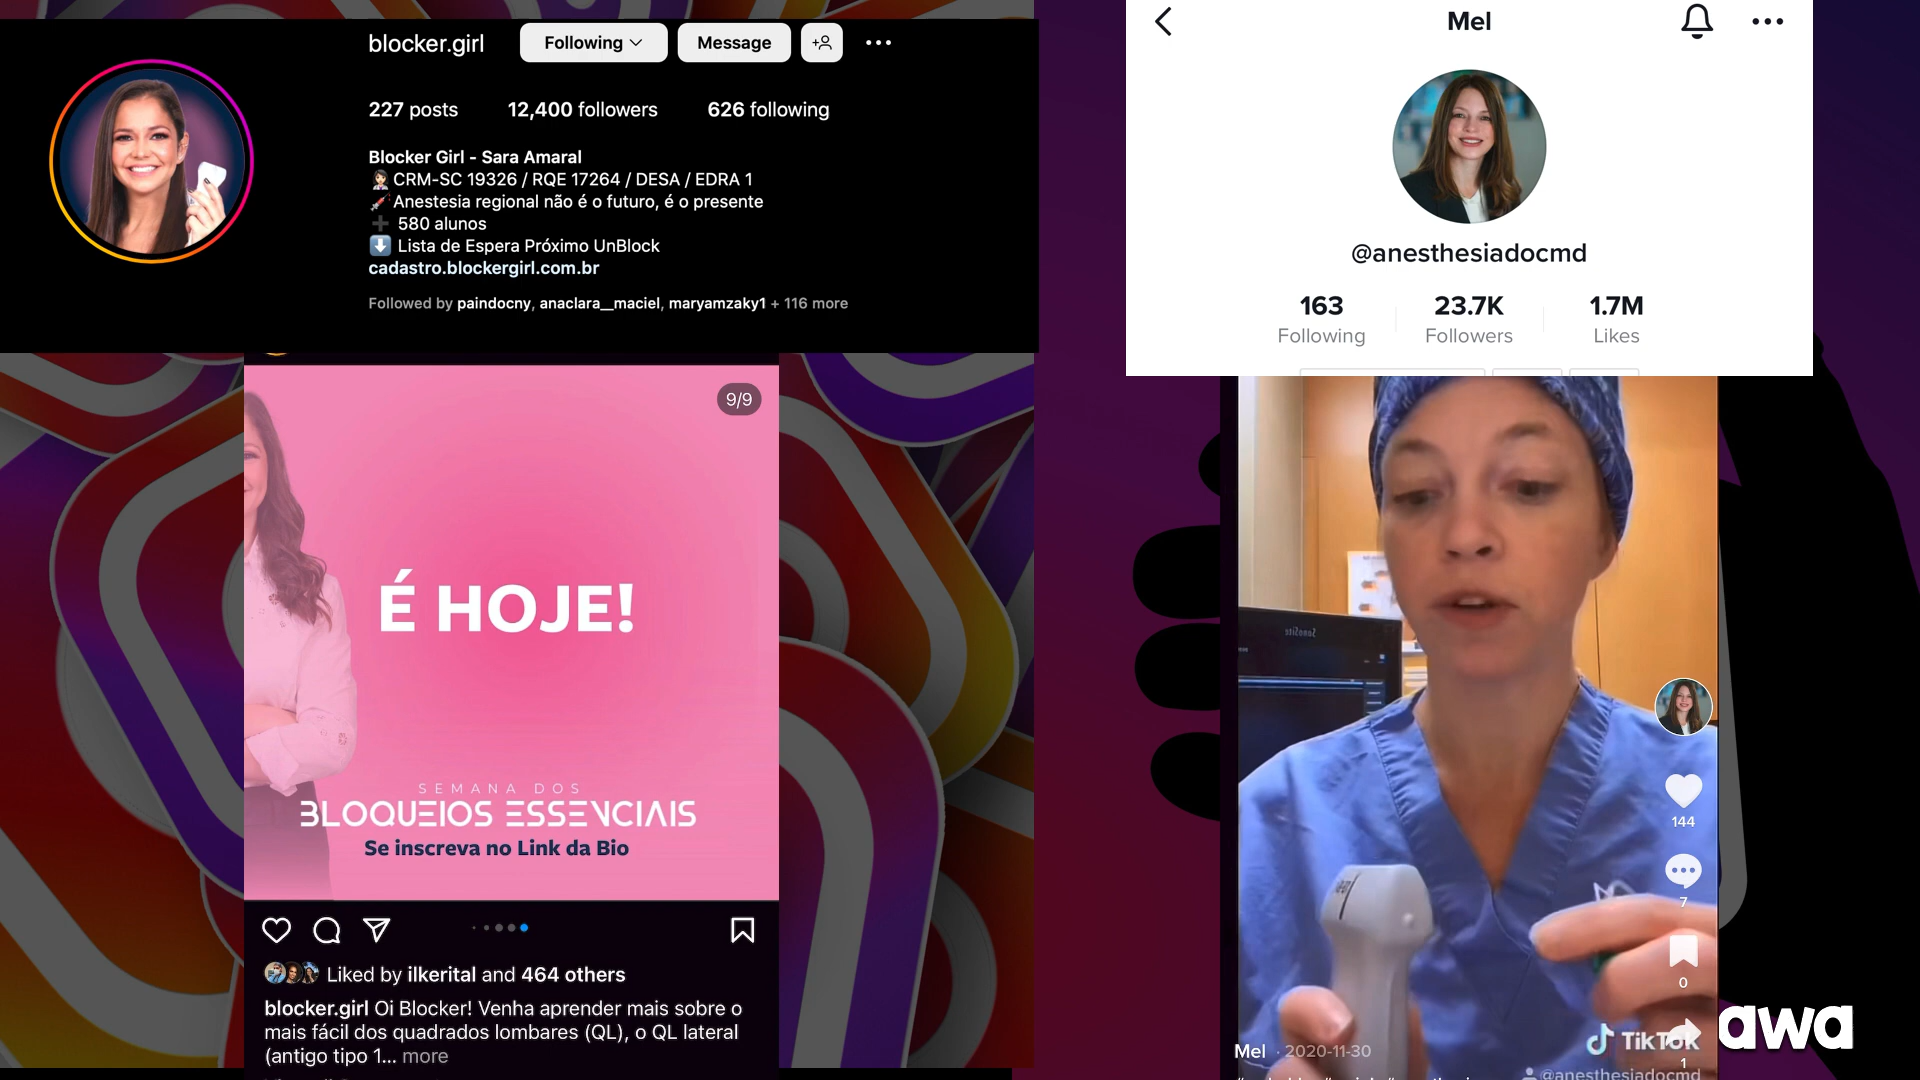 blocker.girl
Following
Message
227 posts
12,400 followers
626 following
Blocker Girl - Sara Amaral
CRM-SC 19326 / RQE 17264 / DESA / EDRA 1
Anestesia regional não é o futuro, é o presente
580 alunos
Lista de Espera Próximo UnBlock
cadastro.blockergirl.com.br
Followed by paindocny, anaclara__maciel, maryamzaky1 + 116 more
9/9
É HOJE!
SEMANA DOS
BLOQUEIOS ESSENCIAIS
Se inscreva no Link da Bio
Liked by ilkerital and 464 others
blocker.girl Oi Blocker! Venha aprender mais sobre o
mais fácil dos quadrados lombares (QL), o QL lateral
(antigo tipo 1... more
Mel
@anesthesiadocmd
163
Following
23.7K
Followers
1.7M
Likes
SonoSite
144
7
0
1
TikTok
@anesthesiadocmd
Mel · 2020-11-30
awa